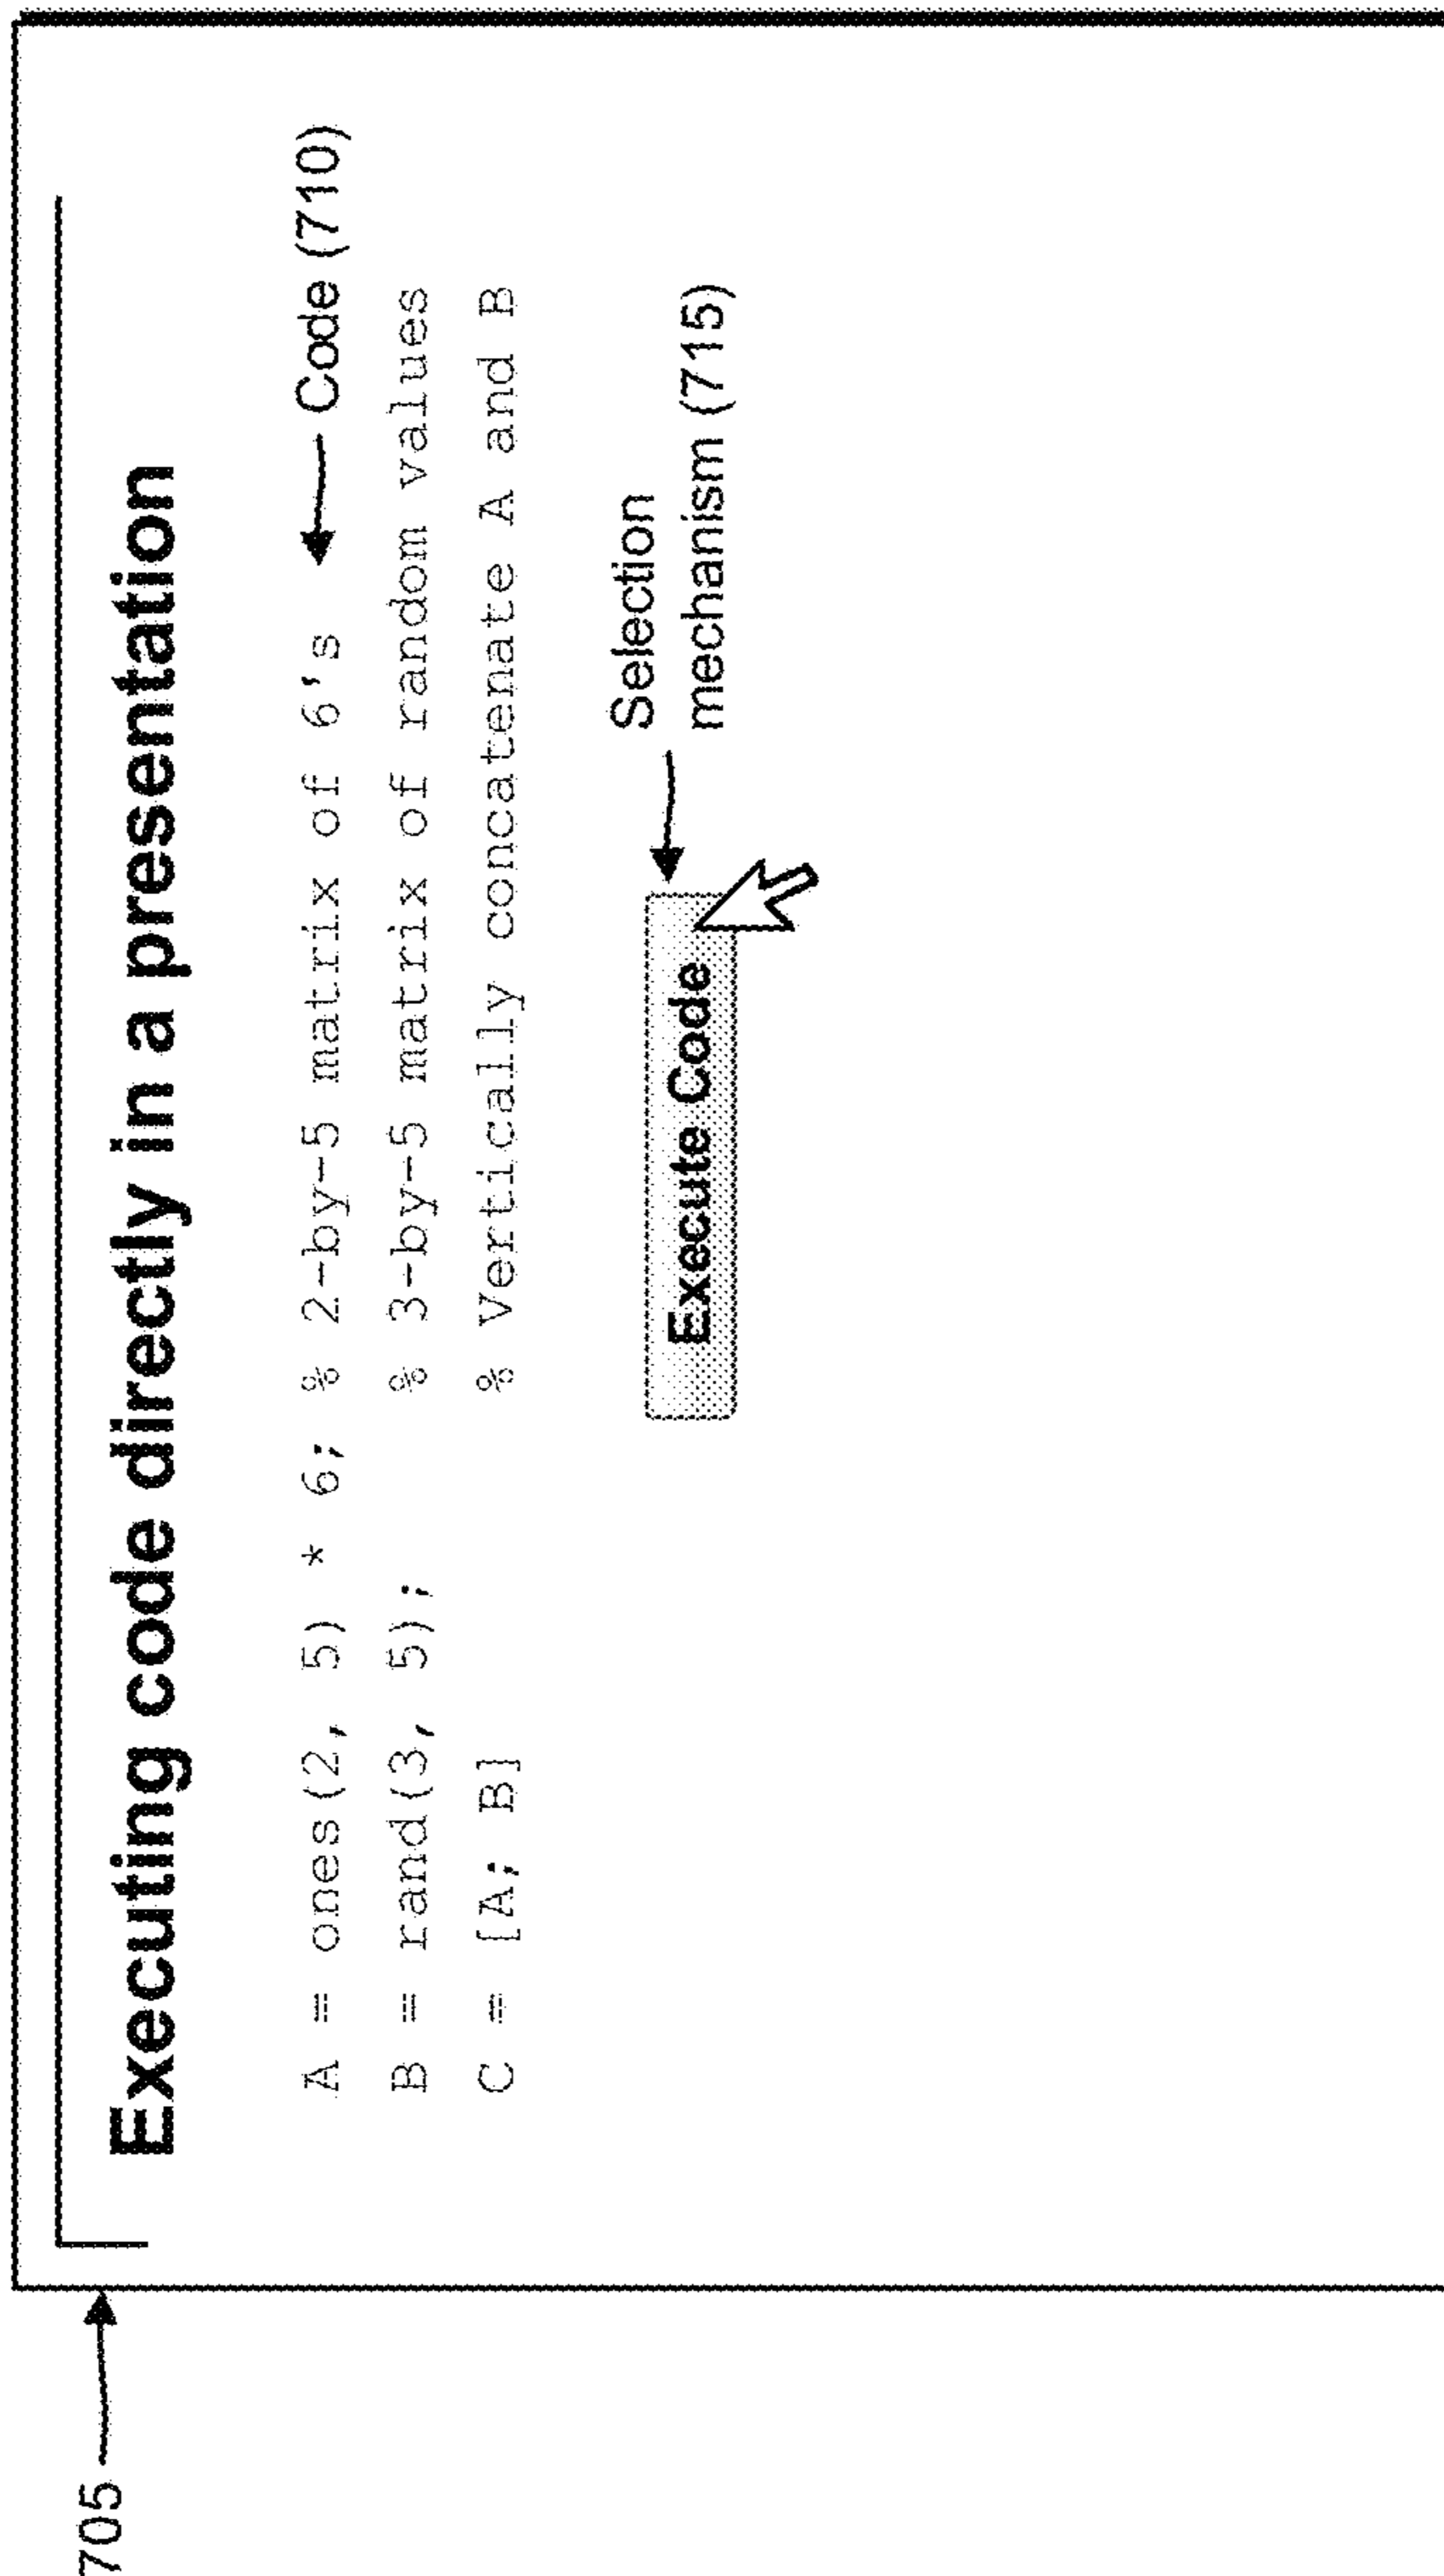 705
Executing code directly in a presentation
A = ones(2, 5) * 6; % 2-by-5 matrix of 6's
Code (710)
B = rand(3, 5); % 3-by-5 matrix of random values
C = [A; B] % Vertically concatenate A and B
Selection
mechanism (715)
Execute Code